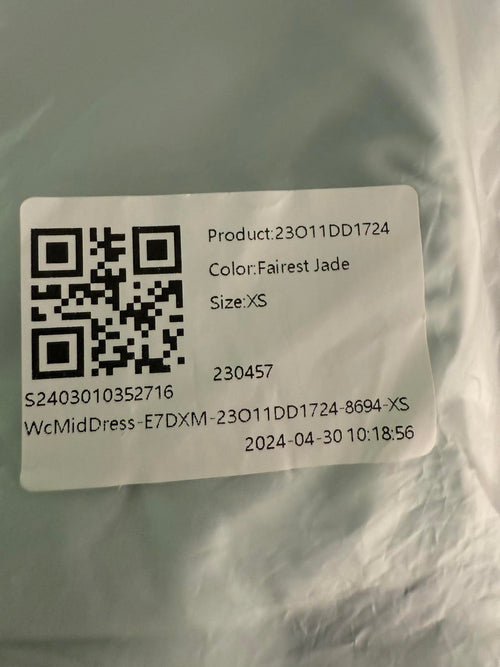 Product:23O11DD1724
Color:Fairest Jade
Size:XS
230457
S2403010352716
WcMidDress-E7DXM-23O11DD1724-8694-XS
2024-04-30 10:18:56